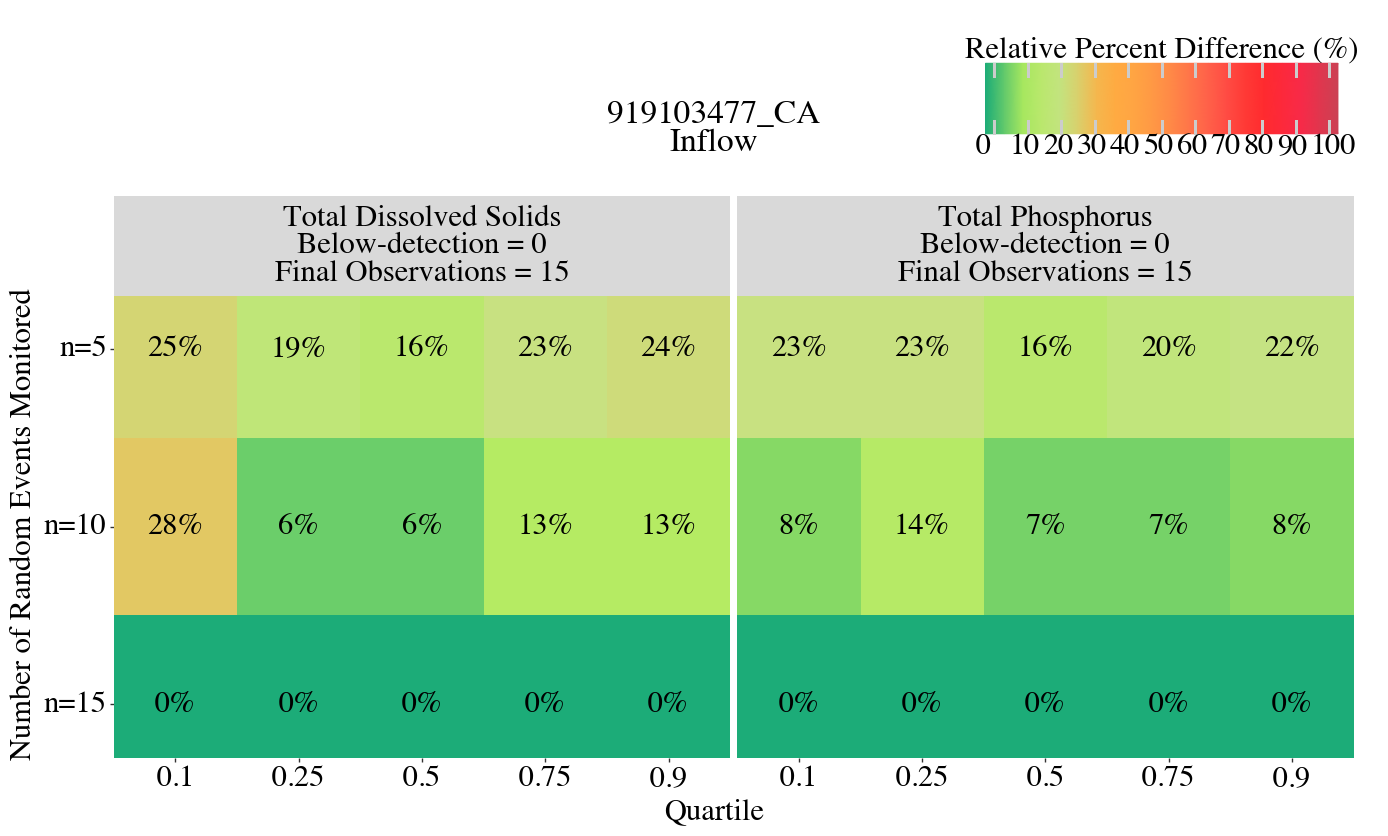 Relative Percent Difference (%)
0 10 20 30 40 50 60 70 80 90 100
919103477_CA
Inflow
Total Dissolved Solids
Below-detection = 0
Final Observations = 15
Total Phosphorus
Below-detection = 0
Final Observations = 15
Number of Random Events Monitored
n=5 25% 19% 16% 23% 24% 23% 23% 16% 20% 22%
n=10 28% 6% 6% 13% 13% 8% 14% 7% 7% 8%
n=15 0% 0% 0% 0% 0% 0% 0% 0% 0% 0%
0.1 0.25 0.5 0.75 0.9 0.1 0.25 0.5 0.75 0.9
Quartile